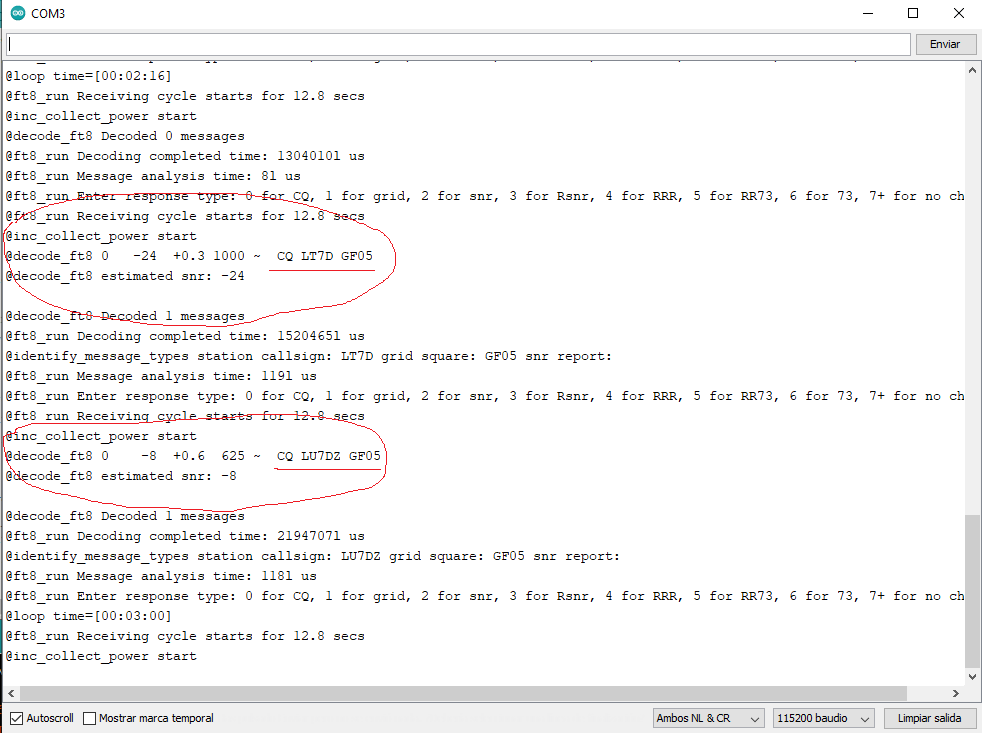 COM3
Enviar
@loop time=[00:02:16]
@ft8_run Receiving cycle starts for 12.8 secs
@inc_collect_power start
@decode_ft8 Decoded 0 messages
@ft8_run Decoding completed time: 1304010l us
@ft8_run Message analysis time: 8l us
@ft8_run Enter response type: 0 for CQ, 1 for grid, 2 for snr, 3 for Rsnr, 4 for RRR, 5 for RR73, 6 for 73, 7+ for no ch
@ft8_run Receiving cycle starts for 12.8 secs
@inc_collect_power start
@decode_ft8 0   -24  +0.3 1000 ~  CQ LT7D GF05
@decode_ft8 estimated snr: -24
@decode_ft8 Decoded 1 messages
@ft8_run Decoding completed time: 1520465l us
@identify_message_types station callsign: LT7D grid square: GF05 snr report:
@ft8_run Message analysis time: 119l us
@ft8_run Enter response type: 0 for CQ, 1 for grid, 2 for snr, 3 for Rsnr, 4 for RRR, 5 for RR73, 6 for 73, 7+ for no ch
@ft8_run Receiving cycle starts for 12.8 secs
@inc_collect_power start
@decode_ft8 0    -8  +0.6  625 ~  CQ LU7DZ GF05
@decode_ft8 estimated snr: -8
@decode_ft8 Decoded 1 messages
@ft8_run Decoding completed time: 2194707l us
@identify_message_types station callsign: LU7DZ grid square: GF05 snr report:
@ft8_run Message analysis time: 118l us
@ft8_run Enter response type: 0 for CQ, 1 for grid, 2 for snr, 3 for Rsnr, 4 for RRR, 5 for RR73, 6 for 73, 7+ for no ch
@loop time=[00:03:00]
@ft8_run Receiving cycle starts for 12.8 secs
@inc_collect_power start
Autoscroll Mostrar marca temporal Ambos NL & CR 115200 baudio Limpiar salida